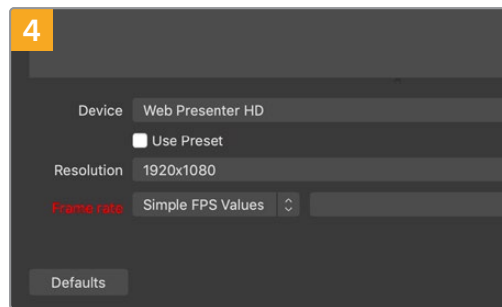 4
Device Web Presenter HD
Use Preset
Resolution 1920x1080
Frame rate Simple FPS Values
Defaults